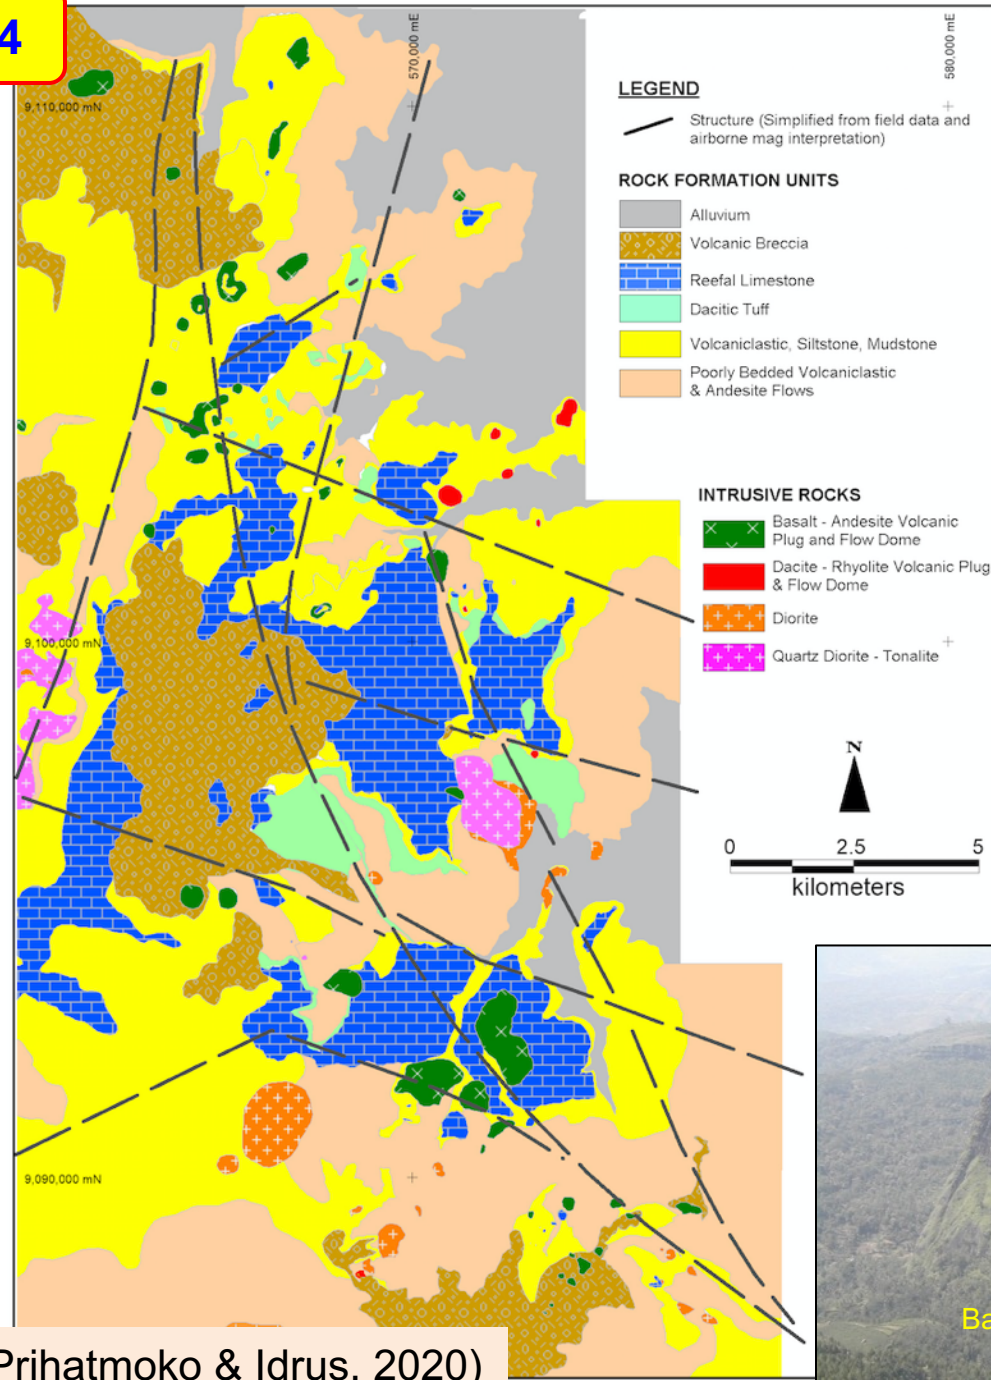 4
570,000 mE
580,000 mE
9,110,000 mN
LEGEND
Structure (Simplified from field data and
airborne mag interpretation)
ROCK FORMATION UNITS
Alluvium
Volcanic Breccia
Reefal Limestone
Dacitic Tuff
Volcaniclastic, Siltstone, Mudstone
Poorly Bedded Volcaniclastic
& Andesite Flows
INTRUSIVE ROCKS
Basalt - Andesite Volcanic
Plug and Flow Dome
Dacite - Rhyolite Volcanic Plug
& Flow Dome
Diorite
Quartz Diorite - Tonalite
9,100,000 mN
N
0 2.5 5
kilometers
9,090,000 mN
Ba
Prihatmoko & Idrus, 2020)